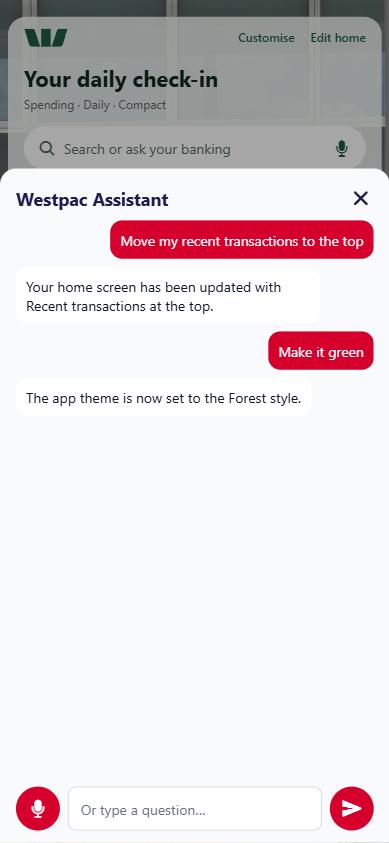 Customise Edit home
Your daily check-in
Spending · Daily · Compact
Search or ask your banking
Westpac Assistant
Move my recent transactions to the top
Your home screen has been updated with
Recent transactions at the top.
Make it green
The app theme is now set to the Forest style.
Or type a question...